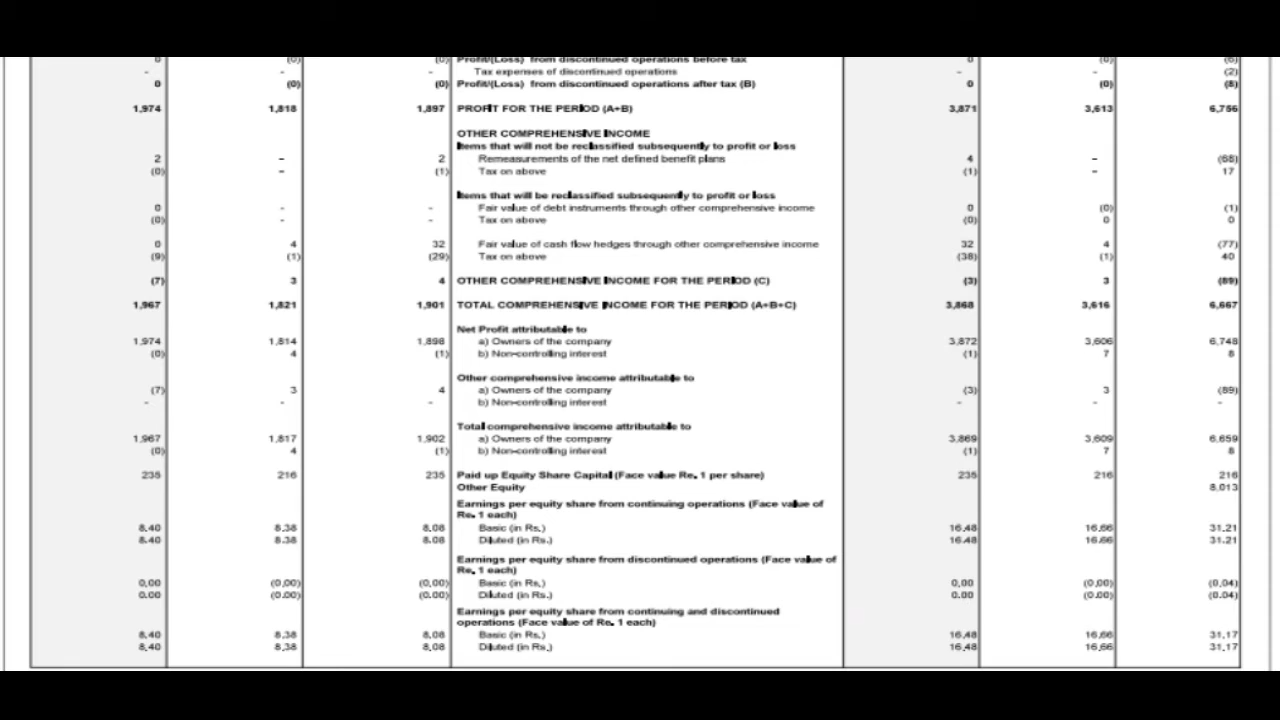 0 (0) (0) Profit/(Loss) from discontinued operations before tax 0 (0) (6)
- - - Tax expenses of discontinued operations - - (2)
0 (0) (0) Profit/(Loss) from discontinued operations after tax (B) 0 (0) (8)
1,974 1,818 1,897 PROFIT FOR THE PERIOD (A+B) 3,871 3,613 6,756
OTHER COMPREHENSIVE INCOME
Items that will not be reclassified subsequently to profit or loss
2 - 2 Remeasurements of the net defined benefit plans 4 - (68)
(0) - (1) Tax on above (1) - 17
Items that will be reclassified subsequently to profit or loss
0 - - Fair value of debt instruments through other comprehensive income 0 (0) (1)
(0) - - Tax on above (0) 0 0
0 4 32 Fair value of cash flow hedges through other comprehensive income 32 4 (77)
(9) (1) (29) Tax on above (38) (1) 40
(7) 3 4 OTHER COMPREHENSIVE INCOME FOR THE PERIOD (C) (3) 3 (89)
1,967 1,821 1,901 TOTAL COMPREHENSIVE INCOME FOR THE PERIOD (A+B+C) 3,868 3,616 6,667
Net Profit attributable to
1,974 1,814 1,898 a) Owners of the company 3,872 3,606 6,748
(0) 4 (1) b) Non-controlling interest (1) 7 8
Other comprehensive income attributable to
(7) 3 4 a) Owners of the company (3) 3 (89)
- - - b) Non-controlling interest - - -
Total comprehensive income attributable to
1,967 1,817 1,902 a) Owners of the company 3,869 3,609 6,659
(0) 4 (1) b) Non-controlling interest (1) 7 8
235 216 235 Paid up Equity Share Capital (Face value Re. 1 per share) 235 216 216
Other Equity 8,013
Earnings per equity share from continuing operations (Face value of
Re. 1 each)
8.40 8.38 8.08 Basic (in Rs.) 16.48 16.66 31.21
8.40 8.38 8.08 Diluted (in Rs.) 16.48 16.66 31.21
Earnings per equity share from discontinued operations (Face value of
Re. 1 each)
0.00 (0.00) (0.00) Basic (in Rs.) 0.00 (0.00) (0.04)
0.00 (0.00) (0.00) Diluted (in Rs.) 0.00 (0.00) (0.04)
Earnings per equity share from continuing and discontinued
operations (Face value of Re. 1 each)
8.40 8.38 8.08 Basic (in Rs.) 16.48 16.66 31.17
8.40 8.38 8.08 Diluted (in Rs.) 16.48 16.66 31.17